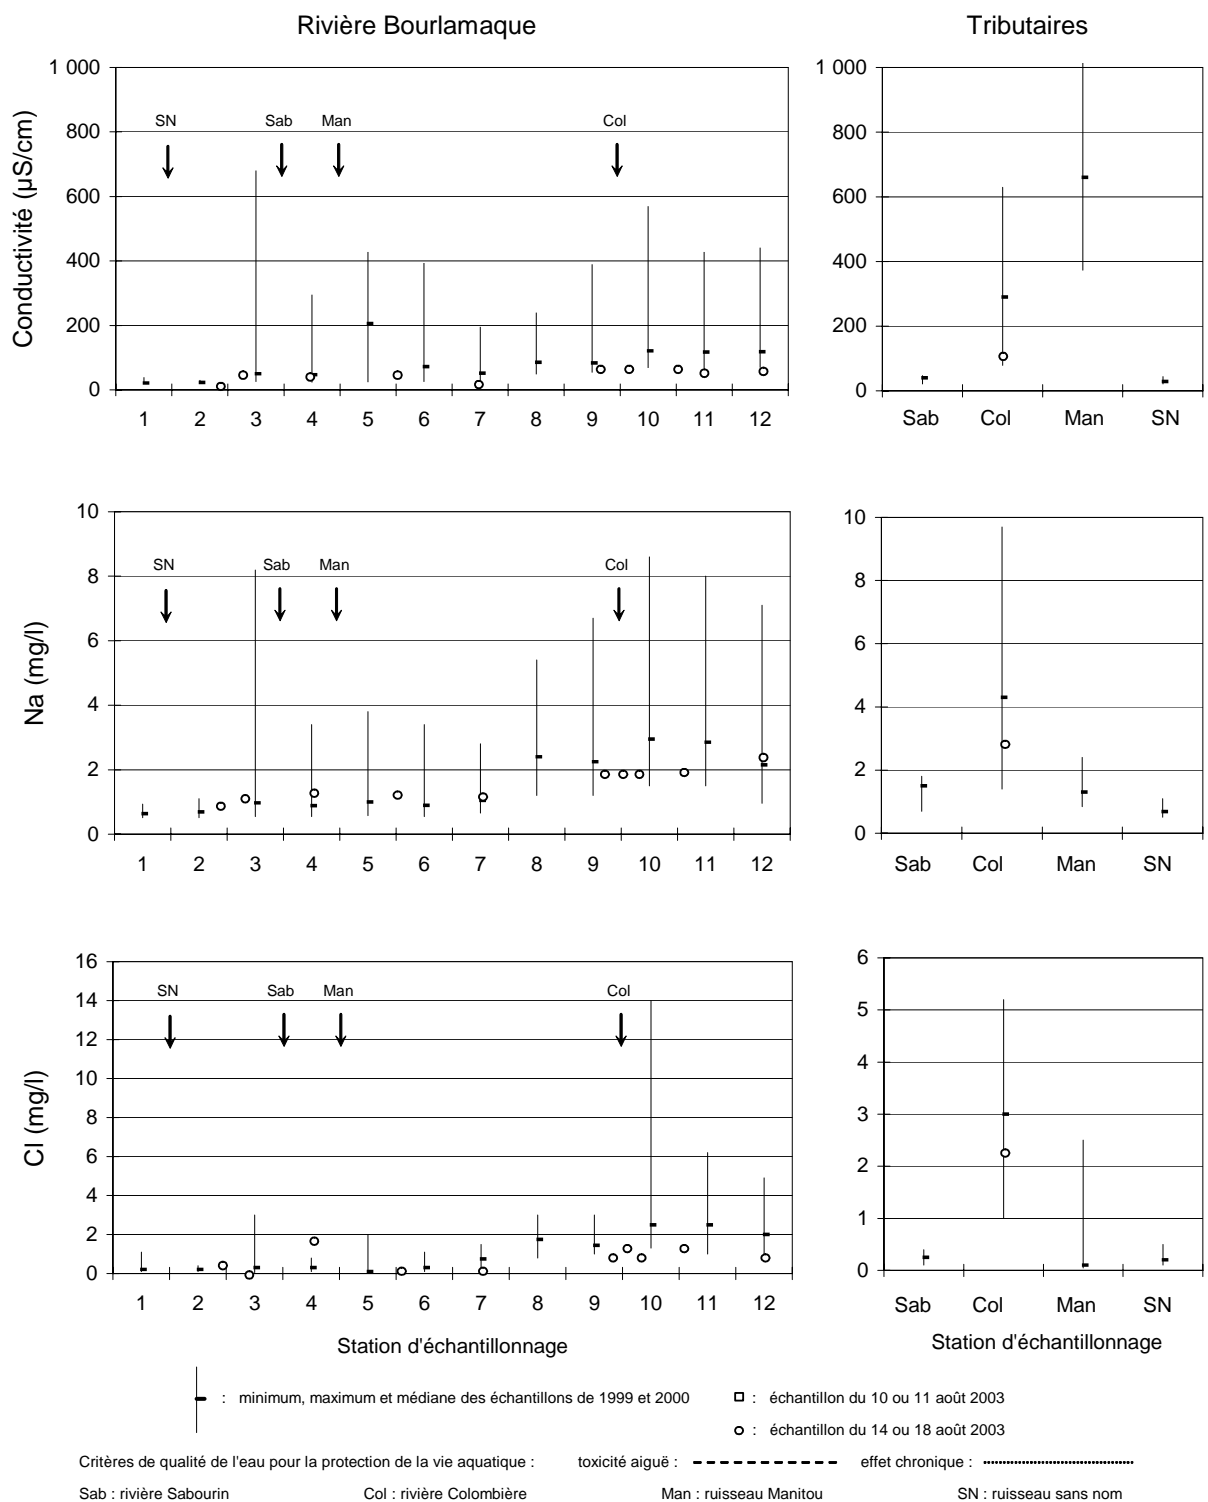 Rivière Bourlamaque
Tributaires
Conductivité (µS/cm)
1 000
800
600
400
200
0
SN
Sab
Man
Col
1 2 3 4 5 6 7 8 9 10 11 12
1 000
800
600
400
200
0
Sab Col Man SN
Na (mg/l)
10
8
6
4
2
0
SN
Sab
Man
Col
1 2 3 4 5 6 7 8 9 10 11 12
10
8
6
4
2
0
Sab Col Man SN
Cl (mg/l)
16
14
12
10
8
6
4
2
0
SN
Sab
Man
Col
1 2 3 4 5 6 7 8 9 10 11 12
Station d'échantillonnage
6
5
4
3
2
1
0
Sab Col Man SN
Station d'échantillonnage
: minimum, maximum et médiane des échantillons de 1999 et 2000
: échantillon du 10 ou 11 août 2003
: échantillon du 14 ou 18 août 2003
Critères de qualité de l'eau pour la protection de la vie aquatique : toxicité aiguë : effet chronique :
Sab : rivière Sabourin Col : rivière Colombière Man : ruisseau Manitou SN : ruisseau sans nom